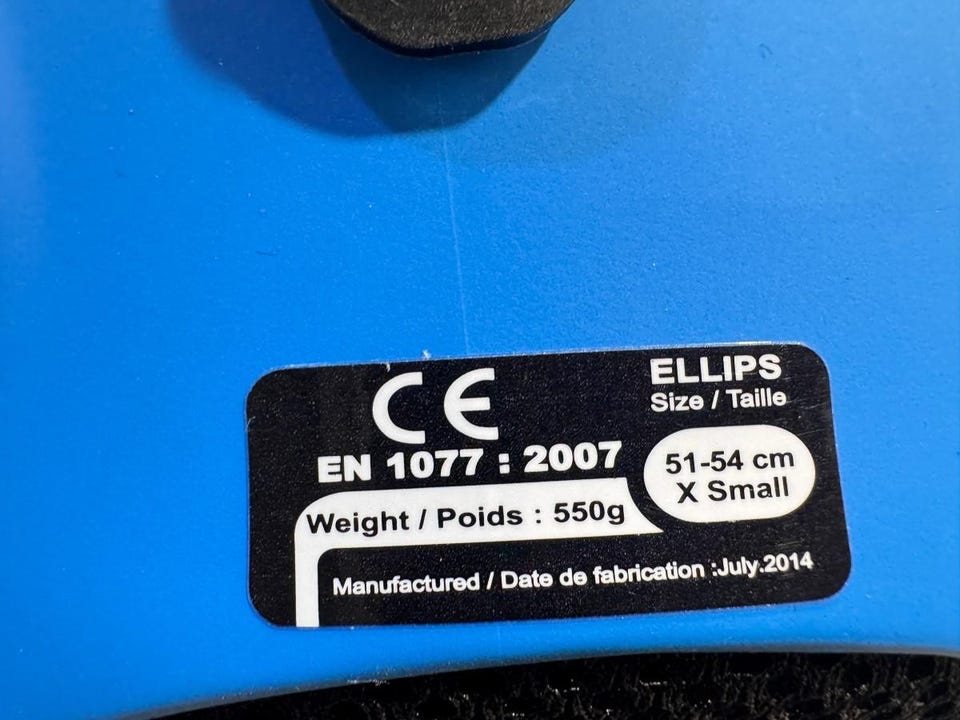 CE
EN 1077 : 2007
ELLIPS
Size / Taille
51-54 cm
X Small
Weight / Poids : 550g
Manufactured / Date de fabrication :July.2014